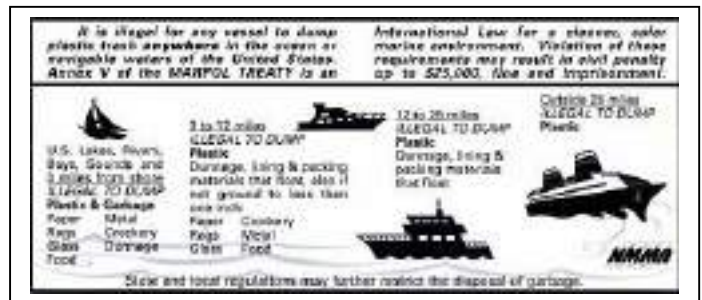 It is illegal for any vessel to dump
plastic trash anywhere in the ocean or
navigable waters of the United States.
Annex V of the MARPOL TREATY is an
International Law for a cleaner, safer
marine environment. Violation of these
requirements may result in civil penalty
up to $25,000, fine and imprisonment.
U.S. Lakes, Rivers,
Bays, Sounds and
3 miles from shore
ILLEGAL TO DUMP
Plastic & Garbage
Paper Metal
Rags Crockery
Glass Dunnage
Food
3 to 12 miles
ILLEGAL TO DUMP
Plastic
Dunnage, lining & packing
materials that float, also if
not ground to less than
one inch:
Paper Crockery
Rags Metal
Glass Food
12 to 25 miles
ILLEGAL TO DUMP
Plastic
Dunnage, lining &
packing materials
that float
Outside 25 miles
ILLEGAL TO DUMP
Plastic
NMMA
State and local regulations may further restrict the disposal of garbage.